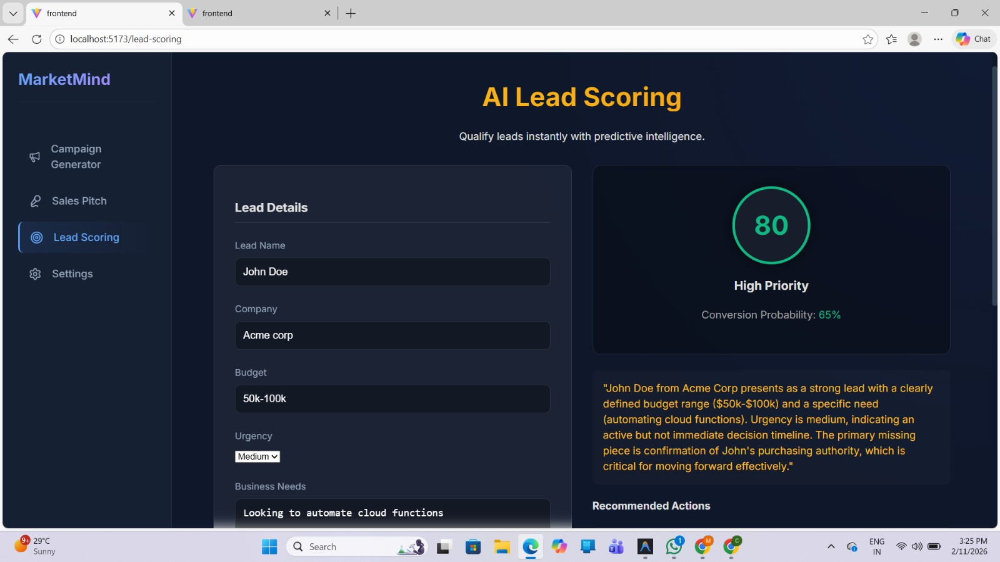 frontend
frontend
localhost:5173/lead-scoring
Chat
MarketMind
Campaign
Generator
Sales Pitch
Lead Scoring
Settings
AI Lead Scoring
Qualify leads instantly with predictive intelligence.
Lead Details
Lead Name
John Doe
Company
Acme corp
Budget
50k-100k
Urgency
Medium
Business Needs
Looking to automate cloud functions
80
High Priority
Conversion Probability: 65%
"John Doe from Acme Corp presents as a strong lead with a clearly
defined budget range ($50k-$100k) and a specific need
(automating cloud functions). Urgency is medium, indicating an
active but not immediate decision timeline. The primary missing
piece is confirmation of John's purchasing authority, which is
critical for moving forward effectively."
Recommended Actions
9+
29°C
Sunny
Search
T
1
M
C
ENG
IN
3:25 PM
2/11/2026